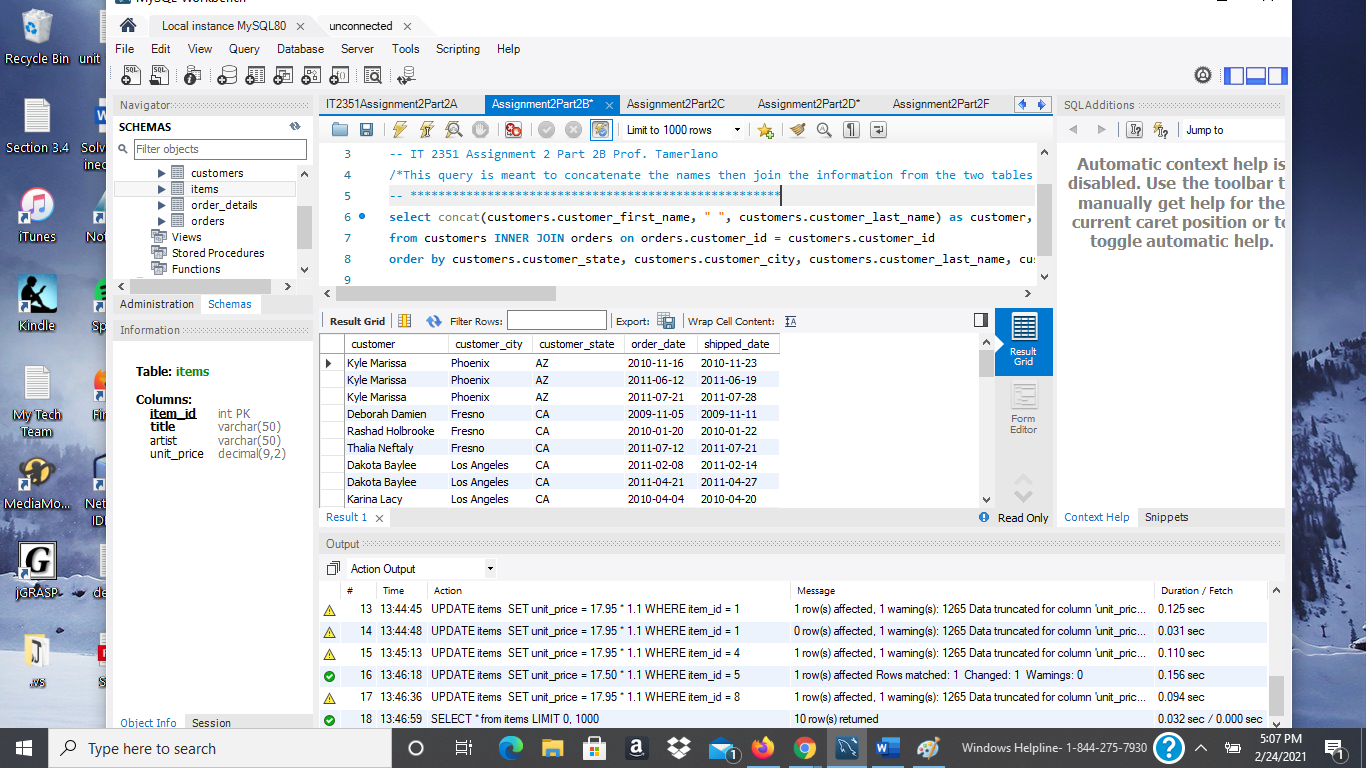 MySQL Workbench
Local instance MySQL80
unconnected
File Edit View Query Database Server Tools Scripting Help
Recycle Bin
unit
Section 3.4
Solv
ineq
iTunes
Not
Kindle
Sp
My Tech Team
Fir
MediaMo...
Net
ID
jGRASP
de
.vs
S
Navigator
SCHEMAS
Filter objects
customers
items
order_details
orders
Views
Stored Procedures
Functions
Administration Schemas
Information
Table: items
Columns:
item_id int PK
title varchar(50)
artist varchar(50)
unit_price decimal(9,2)
Object Info Session
IT2351Assignment2Part2A Assignment2Part2B* Assignment2Part2C Assignment2Part2D* Assignment2Part2F
Limit to 1000 rows
3 -- IT 2351 Assignment 2 Part 2B Prof. Tamerlano
4 /*This query is meant to concatenate the names then join the information from the two tables
5 -- ********************************************************
6 select concat(customers.customer_first_name, " ", customers.customer_last_name) as customer,
7 from customers INNER JOIN orders on orders.customer_id = customers.customer_id
8 order by customers.customer_state, customers.customer_city, customers.customer_last_name, cu
9
Result Grid Filter Rows: Export: Wrap Cell Content:
customer customer_city customer_state order_date shipped_date
Kyle Marissa Phoenix AZ 2010-11-16 2010-11-23
Kyle Marissa Phoenix AZ 2011-06-12 2011-06-19
Kyle Marissa Phoenix AZ 2011-07-21 2011-07-28
Deborah Damien Fresno CA 2009-11-05 2009-11-11
Rashad Holbrooke Fresno CA 2010-01-20 2010-01-22
Thalia Neftaly Fresno CA 2011-07-12 2011-07-21
Dakota Baylee Los Angeles CA 2011-02-08 2011-02-14
Dakota Baylee Los Angeles CA 2011-04-21 2011-04-27
Karina Lacy Los Angeles CA 2010-04-04 2010-04-20
Result Grid
Form Editor
Result 1
Read Only
SQLAdditions
Jump to
Automatic context help is
disabled. Use the toolbar t
manually get help for the
current caret position or to
toggle automatic help.
Context Help Snippets
Output
Action Output
# Time Action Message Duration / Fetch
13 13:44:45 UPDATE items SET unit_price = 17.95 * 1.1 WHERE item_id = 1 1 row(s) affected, 1 warning(s): 1265 Data truncated for column 'unit_pric... 0.125 sec
14 13:44:48 UPDATE items SET unit_price = 17.95 * 1.1 WHERE item_id = 1 0 row(s) affected, 1 warning(s): 1265 Data truncated for column 'unit_pric... 0.031 sec
15 13:45:13 UPDATE items SET unit_price = 17.95 * 1.1 WHERE item_id = 4 1 row(s) affected, 1 warning(s): 1265 Data truncated for column 'unit_pric... 0.110 sec
16 13:46:18 UPDATE items SET unit_price = 17.50 * 1.1 WHERE item_id = 5 1 row(s) affected Rows matched: 1 Changed: 1 Warnings: 0 0.156 sec
17 13:46:36 UPDATE items SET unit_price = 17.95 * 1.1 WHERE item_id = 8 1 row(s) affected, 1 warning(s): 1265 Data truncated for column 'unit_pric... 0.094 sec
18 13:46:59 SELECT * from items LIMIT 0, 1000 10 row(s) returned 0.032 sec / 0.000 sec
Type here to search
Windows Helpline- 1-844-275-7930
5:07 PM
2/24/2021